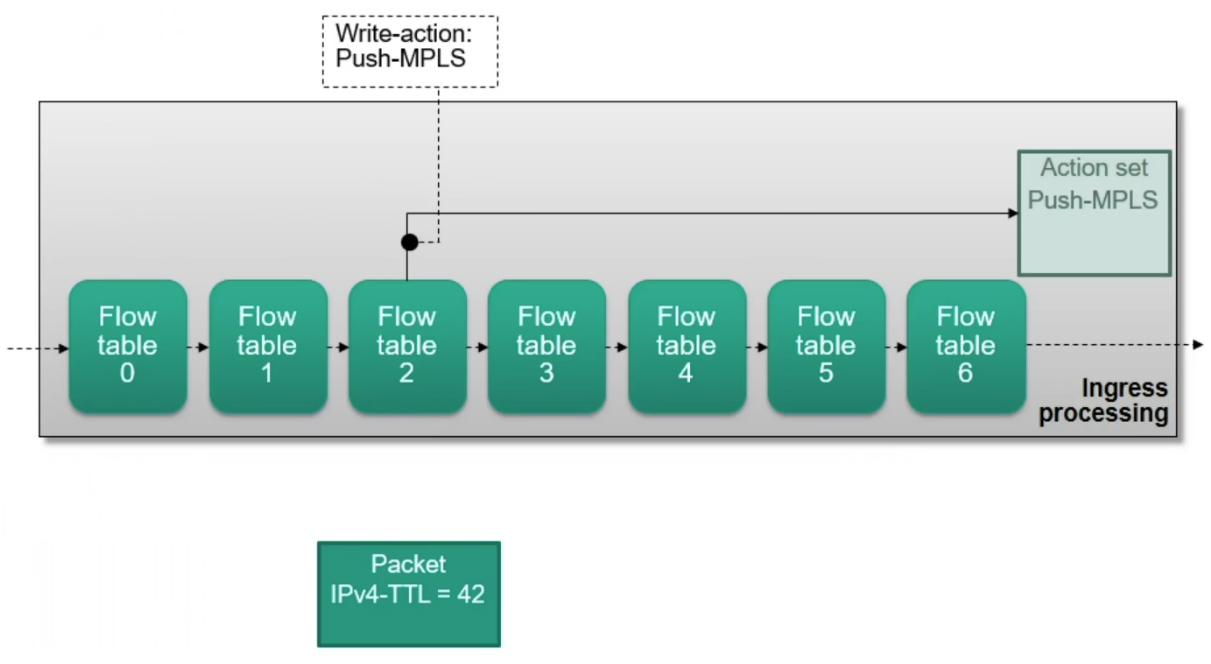 Write-action:
Push-MPLS
Action set
Push-MPLS
Flow
table
0
Flow
table
1
Flow
table
2
Flow
table
3
Flow
table
4
Flow
table
5
Flow
table
6
Ingress
processing
Packet
IPv4-TTL = 42